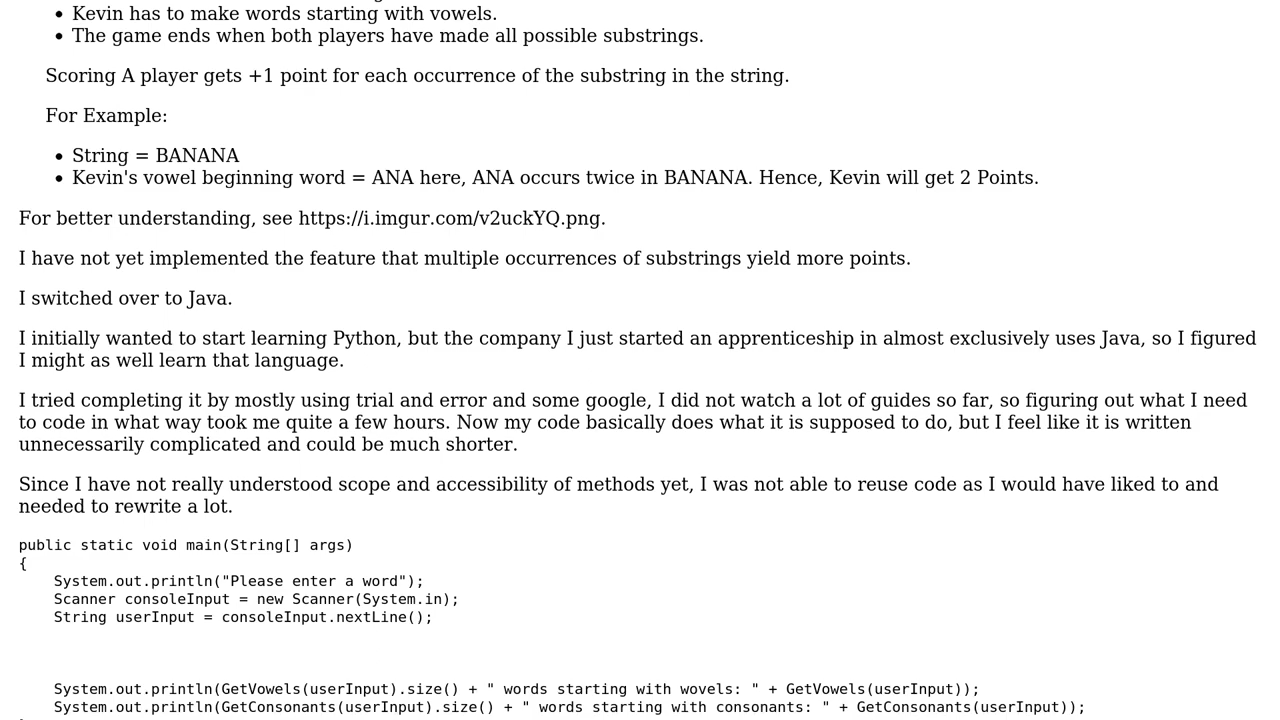 Kevin has to make words starting with vowels.
The game ends when both players have made all possible substrings.
Scoring A player gets +1 point for each occurrence of the substring in the string.
For Example:
String = BANANA
Kevin's vowel beginning word = ANA here, ANA occurs twice in BANANA. Hence, Kevin will get 2 Points.
For better understanding, see https://i.imgur.com/v2uckYQ.png.
I have not yet implemented the feature that multiple occurrences of substrings yield more points.
I switched over to Java.
I initially wanted to start learning Python, but the company I just started an apprenticeship in almost exclusively uses Java, so I figured
I might as well learn that language.
I tried completing it by mostly using trial and error and some google, I did not watch a lot of guides so far, so figuring out what I need
to code in what way took me quite a few hours. Now my code basically does what it is supposed to do, but I feel like it is written
unnecessarily complicated and could be much shorter.
Since I have not really understood scope and accessibility of methods yet, I was not able to reuse code as I would have liked to and
needed to rewrite a lot.
public static void main(String[] args)
{
    System.out.println("Please enter a word");
    Scanner consoleInput = new Scanner(System.in);
    String userInput = consoleInput.nextLine();
    System.out.println(GetVowels(userInput).size() + " words starting with wovels: " + GetVowels(userInput));
    System.out.println(GetConsonants(userInput).size() + " words starting with consonants: " + GetConsonants(userInput));